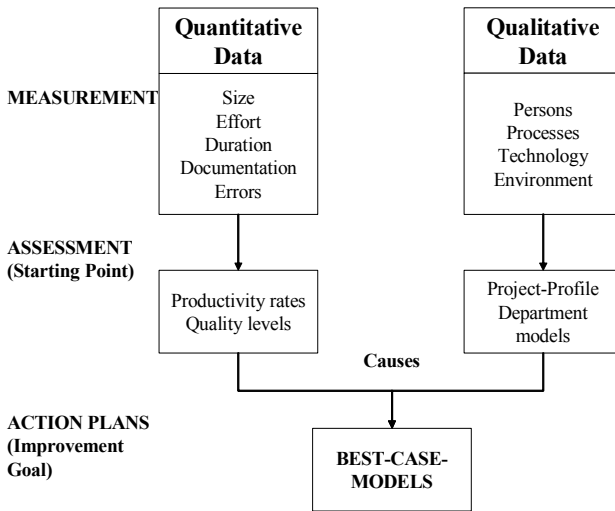 Quantitative
Data
Qualitative
Data
MEASUREMENT
Size
Effort
Duration
Documentation
Errors
Persons
Processes
Technology
Environment
ASSESSMENT
(Starting Point)
Productivity rates
Quality levels
Project-Profile
Department
models
Causes
ACTION PLANS
(Improvement
Goal)
BEST-CASE-
MODELS